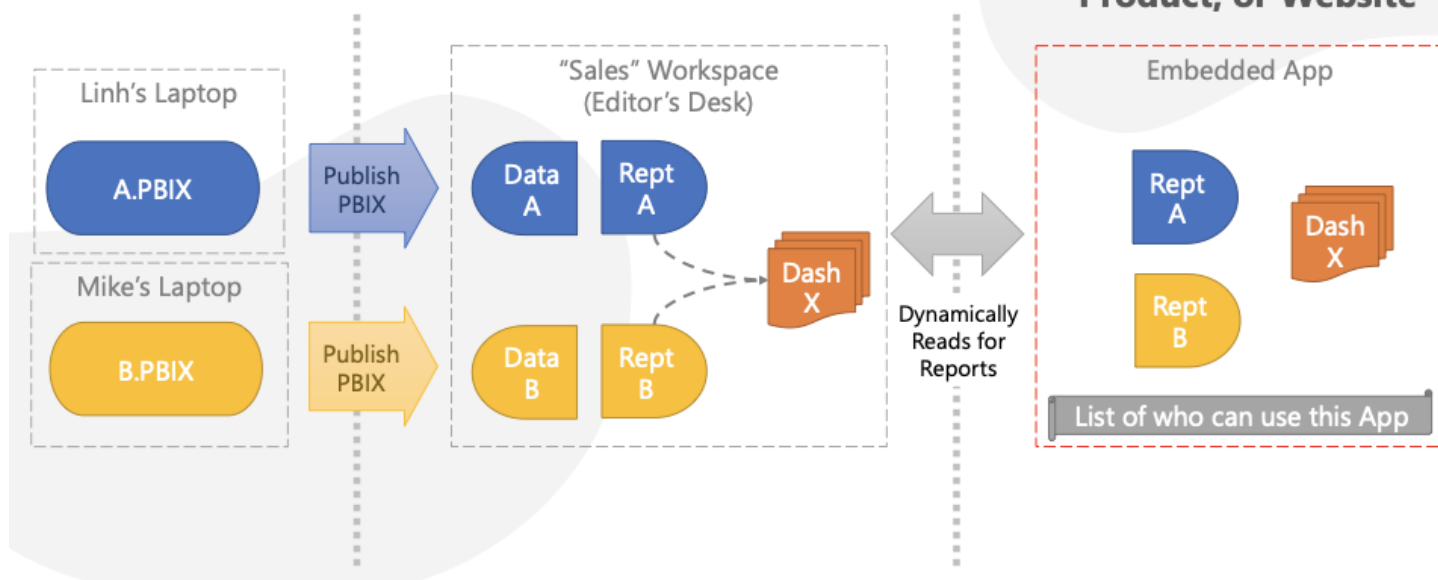 Product, or Website
Linh's Laptop
A.PBIX
Mike's Laptop
B.PBIX
Publish
PBIX
Publish
PBIX
“Sales” Workspace
(Editor's Desk)
Data
A
Rept
A
Data
B
Rept
B
Dash
X
Dynamically
Reads for
Reports
Embedded App
Rept
A
Dash
X
Rept
B
List of who can use this App